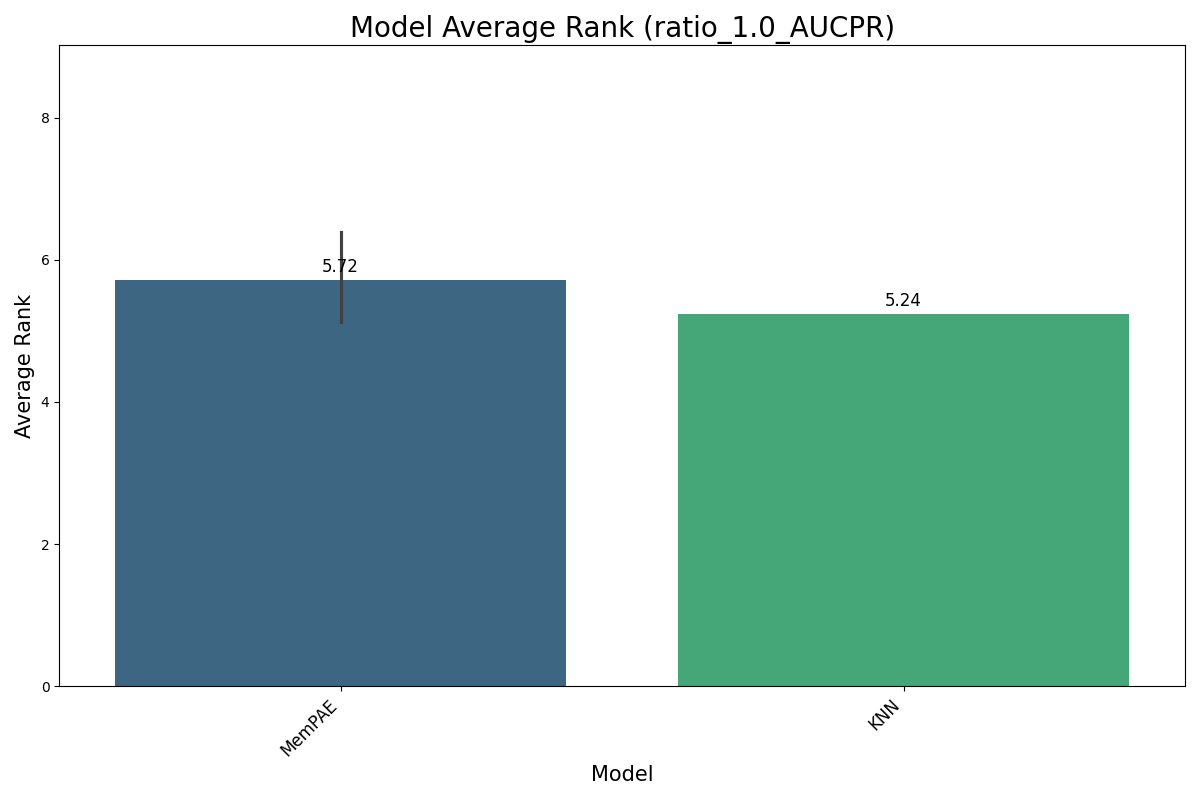 Model Average Rank (ratio_1.0_AUCPR)
Average Rank
8
6
4
2
0
5.72
5.24
MemPAE
KNN
Model